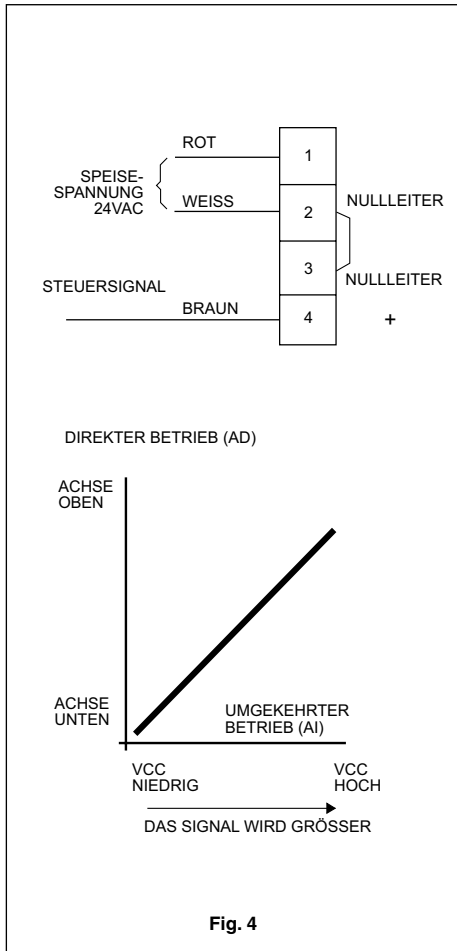 ROT
1
SPEISE-
SPANNUNG
24VAC
WEISS
2
NULLLEITER
3
NULLLEITER
STEUERSIGNAL
BRAUN
4
+
DIREKTER BETRIEB (AD)
ACHSE
OBEN
ACHSE
UNTEN
UMGEKEHRTER
BETRIEB (AI)
VCC
NIEDRIG
VCC
HOCH
DAS SIGNAL WIRD GRÖSSER
Fig. 4